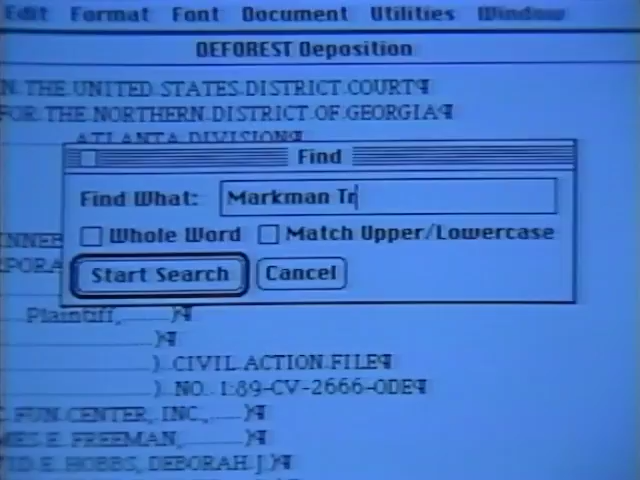 Edit Format Font Document Utilities Window
DEFOREST Deposition
N THE UNITED STATES DISTRICT COURT¶
FOR THE NORTHERN DISTRICT OF GEORGIA¶
ATLANTA DIVISION¶
Find
Find What: Markman Tr
Whole Word Match Upper/Lowercase
Start Search Cancel
Plaintiff, )¶
)¶
) CIVIL ACTION FILE¶
) NO. 1:89-CV-2666-ODE¶
FUN CENTER, INC., )¶
MES E. FREEMAN, )¶
E. HOBBS, DEBORAH J )¶